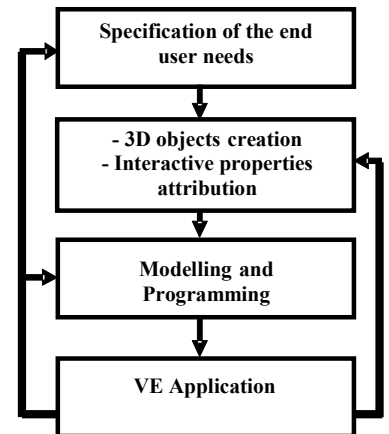 Specification of the end
user needs
- 3D objects creation
- Interactive properties
attribution
Modelling and
Programming
VE Application